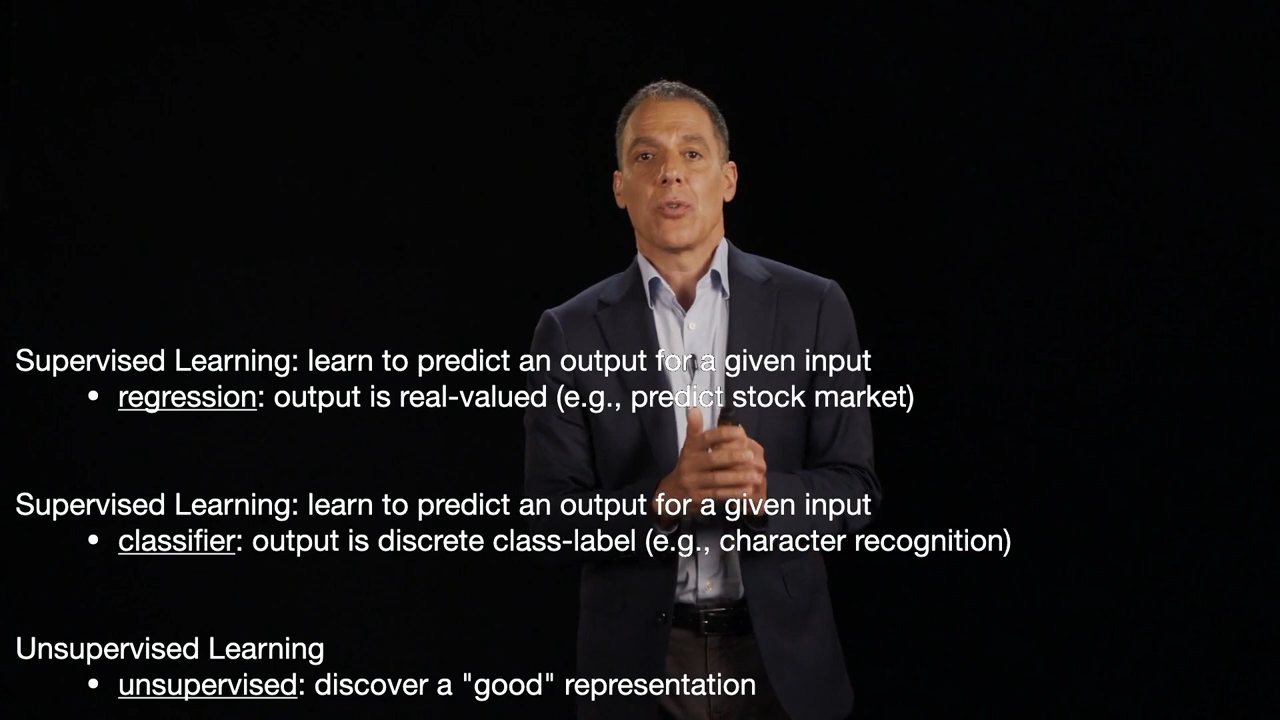 Supervised Learning: learn to predict an output for a given input
• regression: output is real-valued (e.g., predict stock market)
Supervised Learning: learn to predict an output for a given input
• classifier: output is discrete class-label (e.g., character recognition)
Unsupervised Learning
• unsupervised: discover a "good" representation